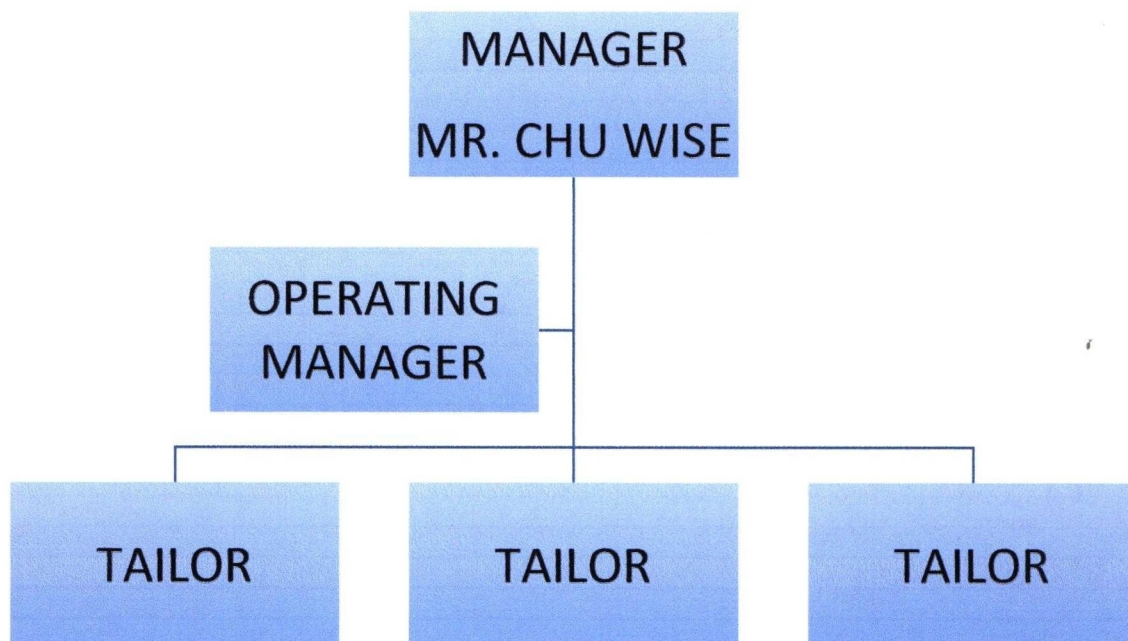 MANAGER
MR. CHU WISE
OPERATING
MANAGER
TAILOR
TAILOR
TAILOR